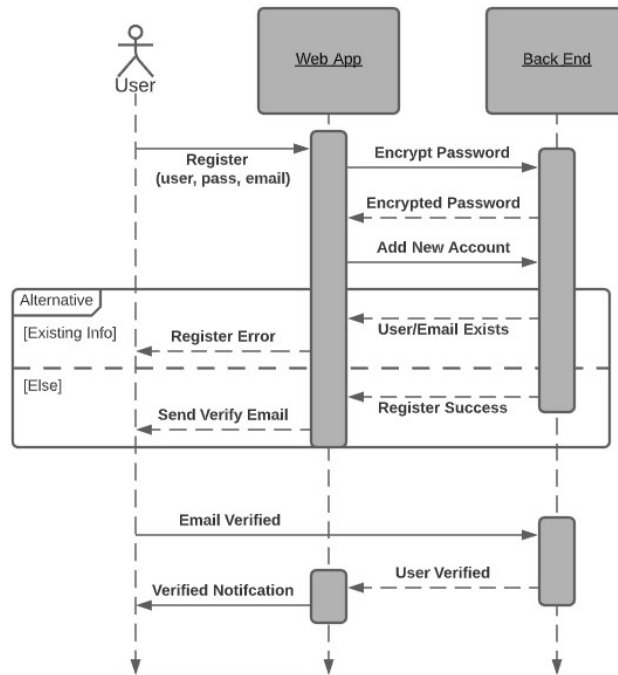 User
Web App
Back End
Register
(user, pass, email)
Encrypt Password
Encrypted Password
Add New Account
Alternative
[Existing Info]
User/Email Exists
Register Error
[Else]
Register Success
Send Verify Email
Email Verified
User Verified
Verified Notifcation